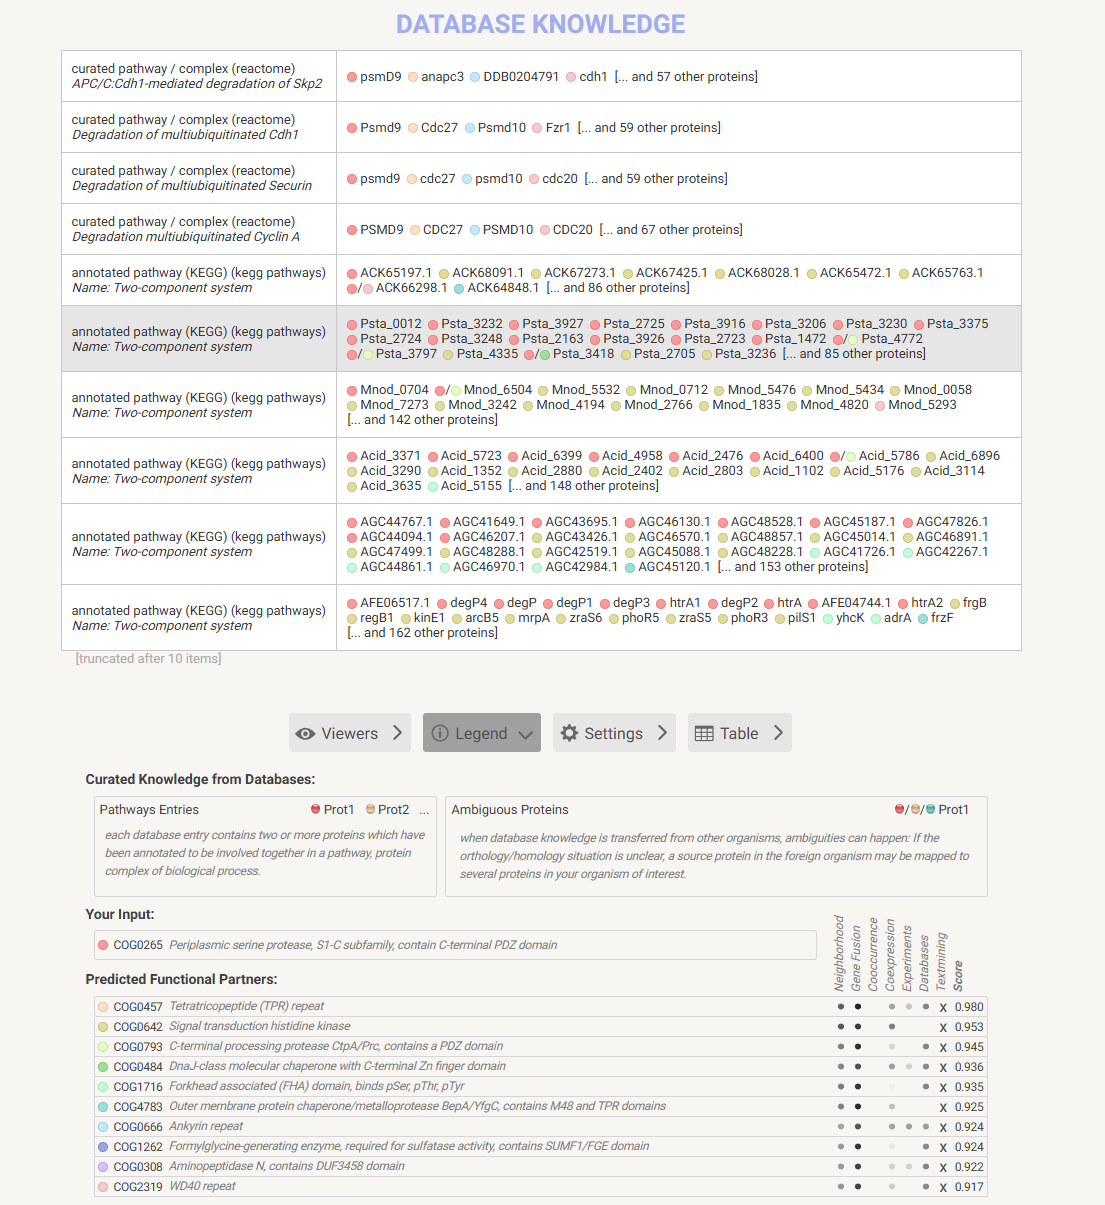 DATABASE KNOWLEDGE
curated pathway / complex (reactome)
APC/C:Cdh1-mediated degradation of Skp2
psmD9 anapc3 DDB0204791 cdh1 [... and 57 other proteins]
curated pathway / complex (reactome)
Degradation of multiubiquitinated Cdh1
Psmd9 Cdc27 Psmd10 Fzr1 [... and 59 other proteins]
curated pathway / complex (reactome)
Degradation of multiubiquitinated Securin
psmd9 cdc27 psmd10 cdc20 [... and 59 other proteins]
curated pathway / complex (reactome)
Degradation multiubiquitinated Cyclin A
PSMD9 CDC27 PSMD10 CDC20 [... and 67 other proteins]
annotated pathway (KEGG) (kegg pathways)
Name: Two-component system
ACK65197.1 ACK68091.1 ACK67273.1 ACK67425.1 ACK68028.1 ACK65472.1 ACK65763.1
/ ACK66298.1 ACK64848.1 [... and 86 other proteins]
annotated pathway (KEGG) (kegg pathways)
Name: Two-component system
Psta_0012 Psta_3232 Psta_3927 Psta_2725 Psta_3916 Psta_3206 Psta_3230 Psta_3375
Psta_2724 Psta_3248 Psta_2163 Psta_3926 Psta_2723 Psta_1472 / Psta_4772
/ Psta_3797 Psta_4335 / Psta_3418 Psta_2705 Psta_3236 [... and 85 other proteins]
annotated pathway (KEGG) (kegg pathways)
Name: Two-component system
Mnod_0704 / Mnod_6504 Mnod_5532 Mnod_0712 Mnod_5476 Mnod_5434 Mnod_0058
Mnod_7273 Mnod_3242 Mnod_4194 Mnod_2766 Mnod_1835 Mnod_4820 Mnod_5293
[... and 142 other proteins]
annotated pathway (KEGG) (kegg pathways)
Name: Two-component system
Acid_3371 Acid_5723 Acid_6399 Acid_4958 Acid_2476 Acid_6400 / Acid_5786 Acid_6896
Acid_3290 Acid_1352 Acid_2880 Acid_2402 Acid_2803 Acid_1102 Acid_5176 Acid_3114
Acid_3635 Acid_5155 [... and 148 other proteins]
annotated pathway (KEGG) (kegg pathways)
Name: Two-component system
AGC44767.1 AGC41649.1 AGC43695.1 AGC46130.1 AGC48528.1 AGC45187.1 AGC47826.1
AGC44094.1 AGC46207.1 AGC43426.1 AGC46570.1 AGC48857.1 AGC45014.1 AGC46891.1
AGC47499.1 AGC48288.1 AGC42519.1 AGC45088.1 AGC48228.1 AGC41726.1 AGC42267.1
AGC44861.1 AGC46970.1 AGC42984.1 AGC45120.1 [... and 153 other proteins]
annotated pathway (KEGG) (kegg pathways)
Name: Two-component system
AFE06517.1 degP4 degP degP1 degP3 htrA1 degP2 htrA AFE04744.1 htrA2 frgB
regB1 kinE1 arcB5 mrpA zraS6 phoR5 zraS5 phoR3 pilS1 yhcK adrA frzF
[... and 162 other proteins]
[truncated after 10 items]
Viewers Legend Settings Table
Curated Knowledge from Databases:
Pathways Entries Prot1 Prot2 ...
each database entry contains two or more proteins which have
been annotated to be involved together in a pathway, protein
complex of biological process.
Ambiguous Proteins / / Prot1
when database knowledge is transferred from other organisms, ambiguities can happen: If the
orthology/homology situation is unclear, a source protein in the foreign organism may be mapped to
several proteins in your organism of interest.
Your Input:
COG0265 Periplasmic serine protease, S1-C subfamily, contain C-terminal PDZ domain
Neighborhood
Gene Fusion
Cooccurrence
Coexpression
Experiments
Databases
Textmining
Score
Predicted Functional Partners:
COG0457 Tetratricopeptide (TPR) repeat X 0.980
COG0642 Signal transduction histidine kinase X 0.953
COG0793 C-terminal processing protease CtpA/Prc, contains a PDZ domain X 0.945
COG0484 DnaJ-class molecular chaperone with C-terminal Zn finger domain X 0.936
COG1716 Forkhead associated (FHA) domain, binds pSer, pThr, pTyr X 0.935
COG4783 Outer membrane protein chaperone/metalloprotease BepA/YfgC, contains M48 and TPR domains X 0.925
COG0666 Ankyrin repeat X 0.924
COG1262 Formylglycine-generating enzyme, required for sulfatase activity, contains SUMF1/FGE domain X 0.924
COG0308 Aminopeptidase N, contains DUF3458 domain X 0.922
COG2319 WD40 repeat X 0.917